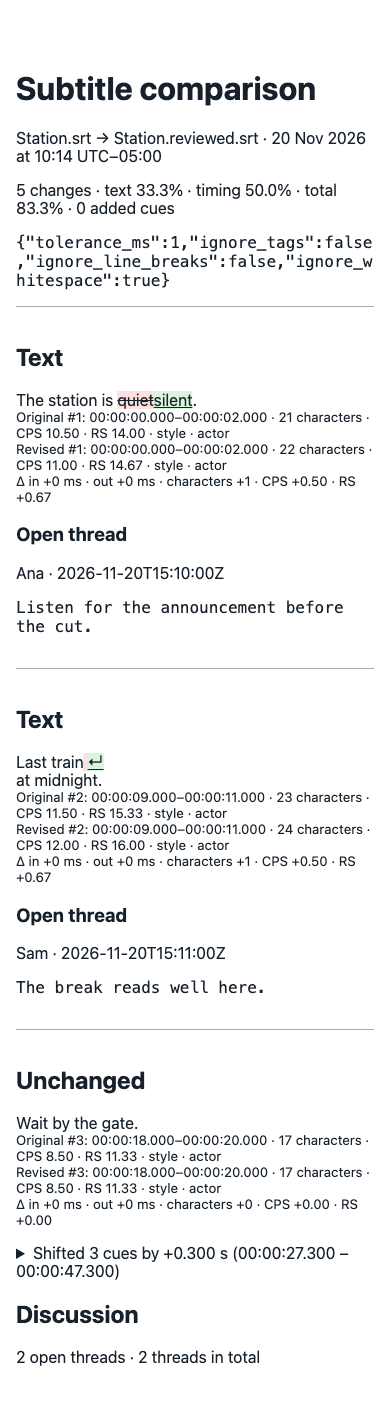 Subtitle comparison
Station.srt → Station.reviewed.srt · 20 Nov 2026
at 10:14 UTC−05:00
5 changes · text 33.3% · timing 50.0% · total
83.3% · 0 added cues
{"tolerance_ms":1,"ignore_tags":false
,"ignore_line_breaks":false,"ignore_w
hitespace":true}
Text
The station is quietsilent.
Original #1: 00:00:00.000–00:00:02.000 · 21 characters ·
CPS 10.50 · RS 14.00 · style · actor
Revised #1: 00:00:00.000–00:00:02.000 · 22 characters ·
CPS 11.00 · RS 14.67 · style · actor
Δ in +0 ms · out +0 ms · characters +1 · CPS +0.50 · RS
+0.67
Open thread
Ana · 2026-11-20T15:10:00Z
Listen for the announcement before
the cut.
Text
Last train ↵
at midnight.
Original #2: 00:00:09.000–00:00:11.000 · 23 characters ·
CPS 11.50 · RS 15.33 · style · actor
Revised #2: 00:00:09.000–00:00:11.000 · 24 characters ·
CPS 12.00 · RS 16.00 · style · actor
Δ in +0 ms · out +0 ms · characters +1 · CPS +0.50 · RS
+0.67
Open thread
Sam · 2026-11-20T15:11:00Z
The break reads well here.
Unchanged
Wait by the gate.
Original #3: 00:00:18.000–00:00:20.000 · 17 characters ·
CPS 8.50 · RS 11.33 · style · actor
Revised #3: 00:00:18.000–00:00:20.000 · 17 characters ·
CPS 8.50 · RS 11.33 · style · actor
Δ in +0 ms · out +0 ms · characters +0 · CPS +0.00 · RS
+0.00
▶ Shifted 3 cues by +0.300 s (00:00:27.300 –
00:00:47.300)
Discussion
2 open threads · 2 threads in total